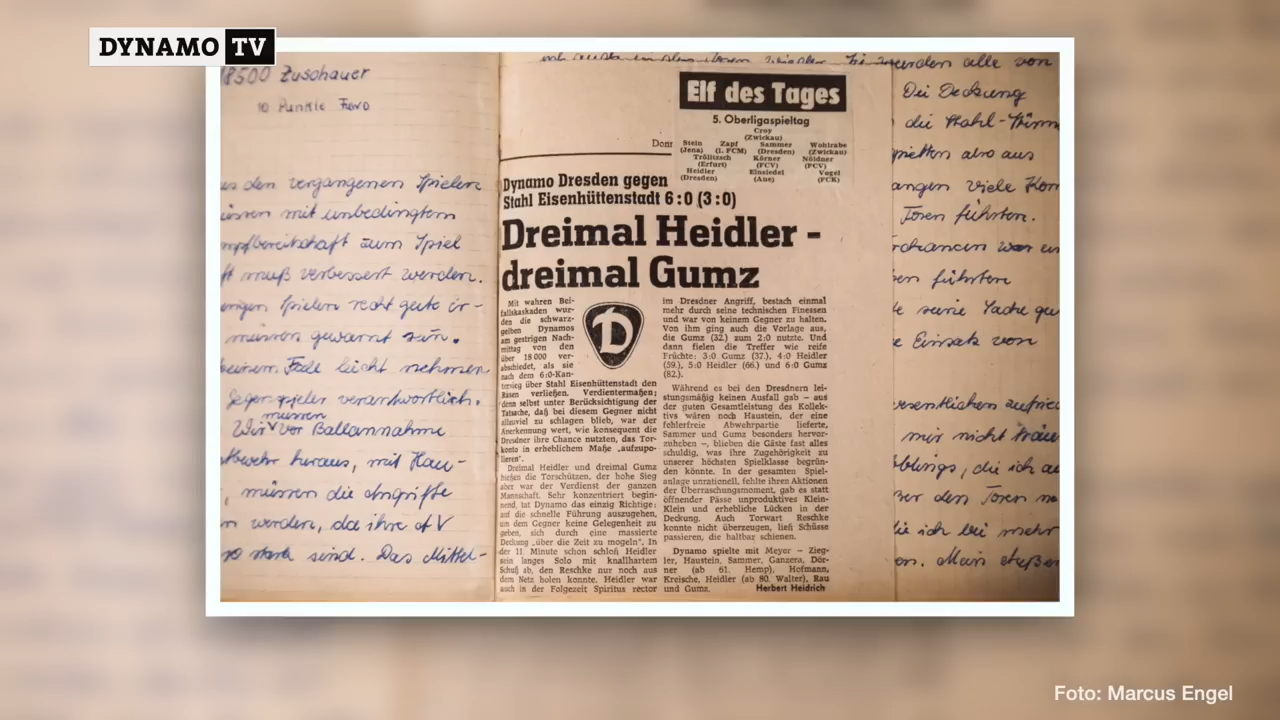 DYNAMO TV
18500 Zuschauer
10 Punkte Fuwo
den vergangenen Spielen
müssen mit unbedingtem
zum Spiel
muß verbessert werden.
Spielen recht gute
müssen gewarnt sein.
keinem Falle leicht nehmen
Gegenspieler verantwortlich.
müssen
Wir vor Ballannahme
heraus, mit
müssen die Angriffe
werden, da ihre AV
so stark sind. Das Mittel-
Elf des Tages
5. Oberligaspieltag
Croy
(Zwickau)
Stein Zapf Sammer Wohlrabe
(Jena) (1. FCM) (Dresden) (Zwickau)
Trölitzsch Körner Nöldner
(Erfurt) (FCV) (FCV)
Heidler Einsiedel Vogel
(Dresden) (Aue) (FCK)
Dynamo Dresden gegen
Stahl Eisenhüttenstadt 6:0 (3:0)
Dreimal Heidler -
dreimal Gumz
Mit wahren Bei-
fallskaskaden wur-
den die schwarz-
gelben Dynamos
am gestrigen Nach-
mittag von den
über 18 000 ver-
abschiedet, als sie
nach dem 6:0-Kan-
tersieg über Stahl Eisenhüttenstadt den
Rasen verließen. Verdientermaßen;
denn selbst unter Berücksichtigung der
Tatsache, daß bei diesem Gegner nicht
allzuviel zu schlagen blieb, war der
Anerkennung wert, wie konsequent die
Dresdner ihre Chance nutzten, das Tor-
konto in erheblichem Maße „aufzupo-
lieren".
Dreimal Heidler und dreimal Gumz
hießen die Torschützen, der hohe Sieg
aber war der Verdienst der ganzen
Mannschaft. Sehr konzentriert begin-
nend, tat Dynamo das einzig Richtige:
auf die schnelle Führung auszugehen,
um dem Gegner keine Gelegenheit zu
geben, sich durch eine massierte
Deckung „über die Zeit zu mogeln". In
der 11. Minute schon schloß Heidler
sein langes Solo mit knallhartem
Schuß ab, den Reschke nur noch aus
dem Netz holen konnte. Heidler war
auch in der Folgezeit Spiritus rector
im Dresdner Angriff, bestach einmal
mehr durch seine technischen Finessen
und war von keinem Gegner zu halten.
Von ihm ging auch die Vorlage aus,
die Gumz (32.) zum 2:0 nutzte. Und
dann fielen die Treffer wie reife
Früchte: 3:0 Gumz (37.), 4:0 Heidler
(59.), 5:0 Heidler (66.) und 6:0 Gumz
(82.).
Während es bei den Dresdnern lei-
stungsmäßig keinen Ausfall gab – aus
der guten Gesamtleistung des Kollek-
tivs wären noch Haustein, der eine
fehlerfreie Abwehrpartie lieferte,
Sammer und Gumz besonders hervor-
zuheben –, blieben die Gäste fast alles
schuldig, was ihre Zugehörigkeit zu
unserer höchsten Spielklasse begrün-
den könnte. In der gesamten Spiel-
anlage unrationell, fehlte ihren Aktionen
der Überraschungsmoment, gab es statt
öffnender Pässe unproduktives Klein-
Klein und erhebliche Lücken in der
Deckung. Auch Torwart Reschke
konnte nicht überzeugen, ließ Schüsse
passieren, die haltbar schienen.
Dynamo spielte mit Meyer – Zieg-
ler, Haustein, Sammer, Ganzera, Dör-
ner (ab 61. Hemp), Hofmann,
Kreische, Heidler (ab 80. Walter), Rau
und Gumz. Herbert Heidrich
wurden alle von
Die Deckung
die Stahl-Stürmer
spielten also aus
viele
Toren führten.
führten
seine Sache
Einsatz von
mir nicht
die ich
den Toren
die ich bei mehr
Foto: Marcus Engel